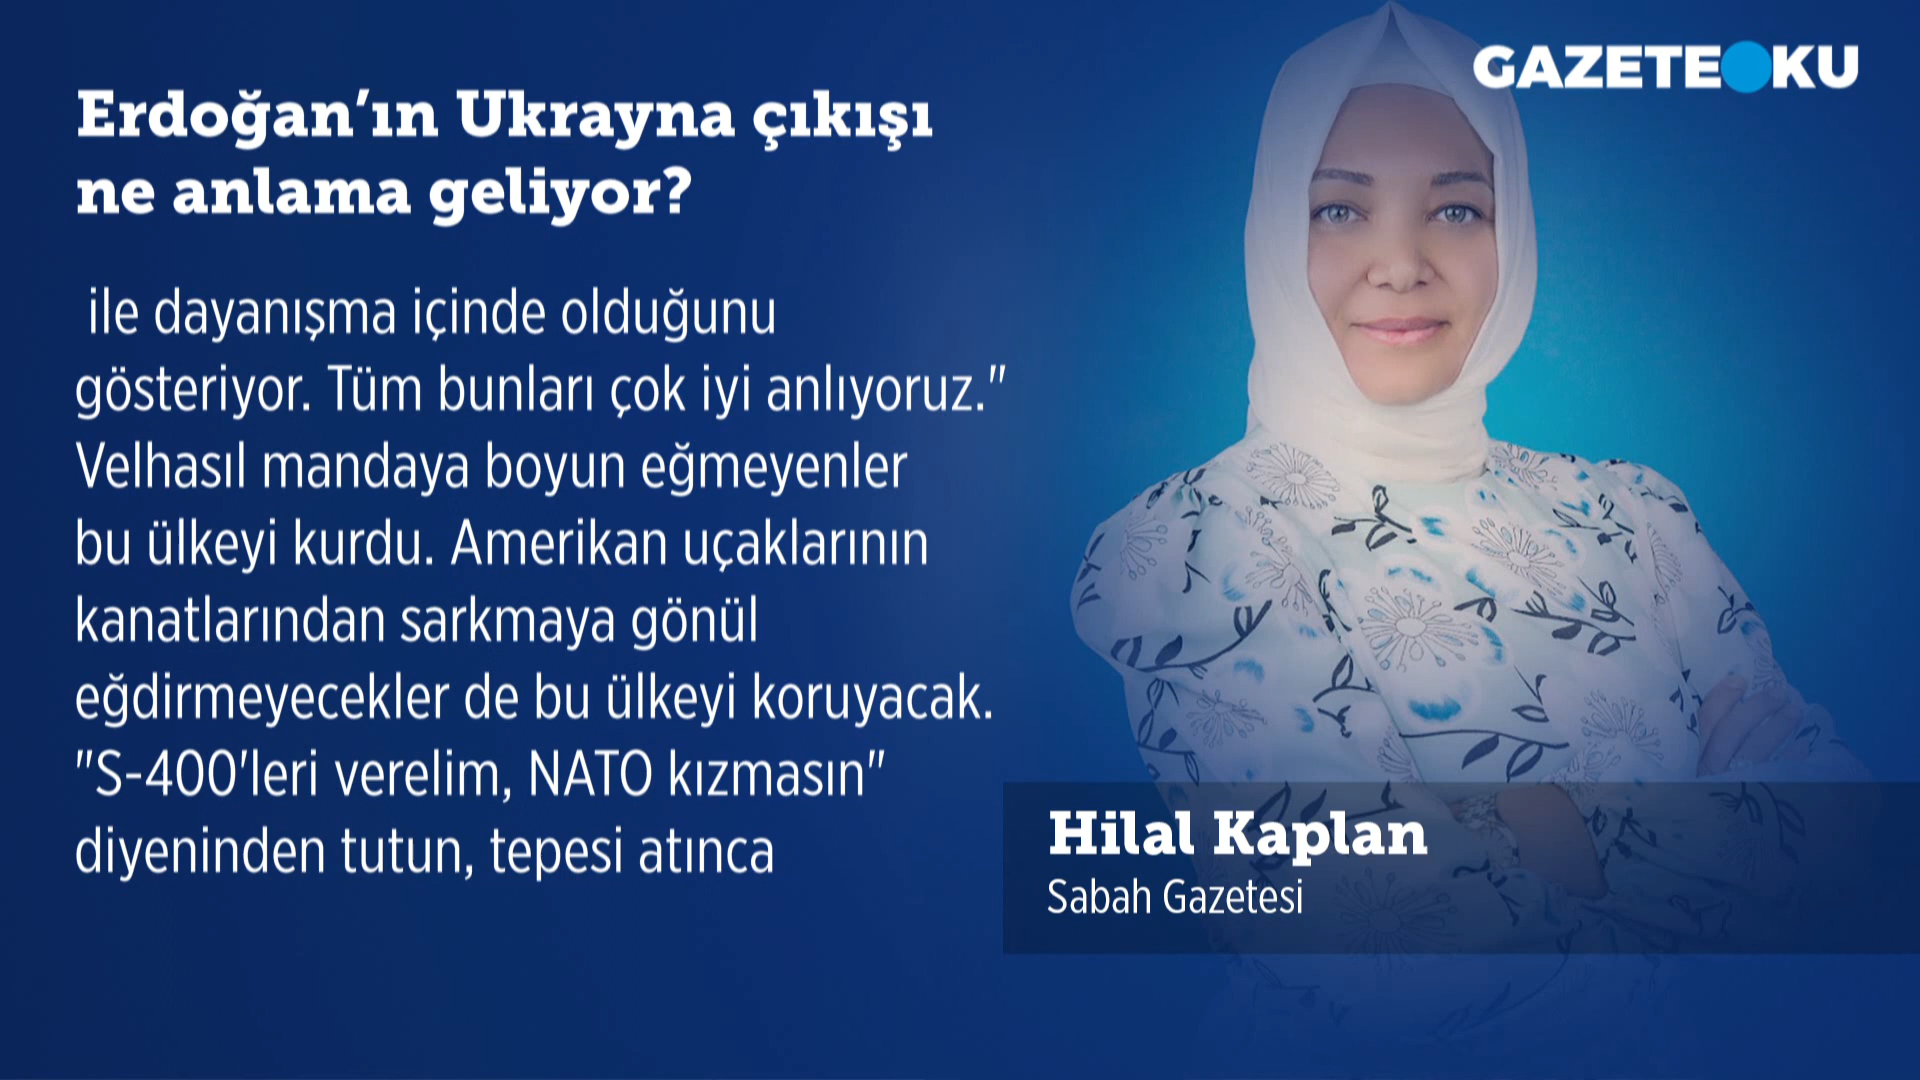 GAZETEOKU
Erdoğan’ın Ukrayna çıkışı
ne anlama geliyor?
ile dayanışma içinde olduğunu
gösteriyor. Tüm bunları çok iyi anlıyoruz."
Velhasıl mandaya boyun eğmeyenler
bu ülkeyi kurdu. Amerikan uçaklarının
kanatlarından sarkmaya gönül
eğdirmeyecekler de bu ülkeyi koruyacak.
"S-400'leri verelim, NATO kızmasın"
diyeninden tutun, tepesi atınca
Hilal Kaplan
Sabah Gazetesi